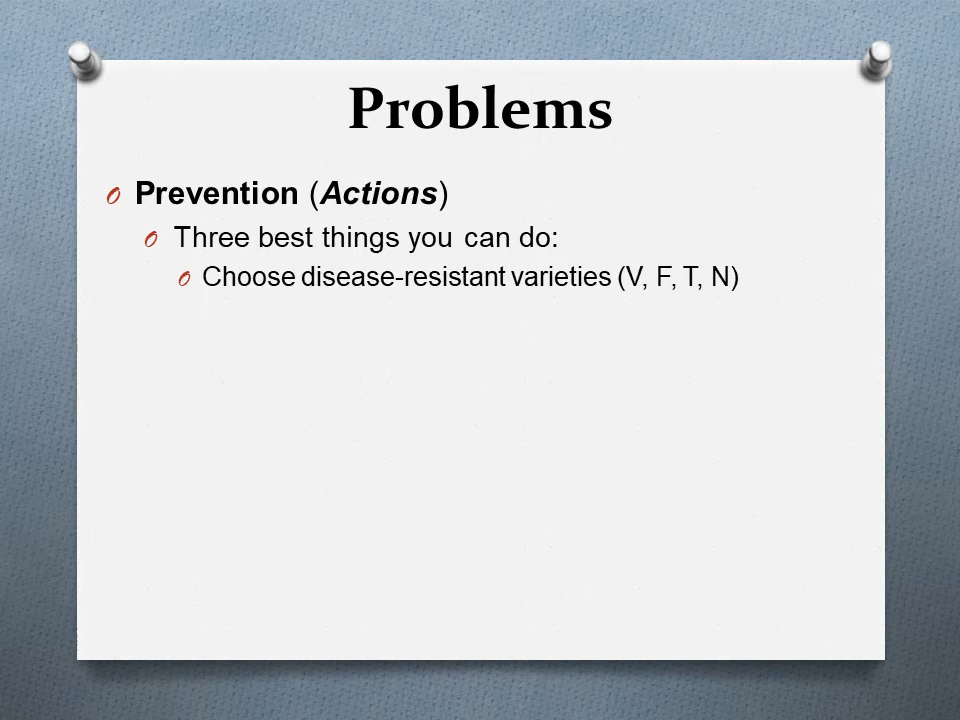 Problems
Prevention (Actions)
Three best things you can do:
Choose disease-resistant varieties (V, F, T, N)